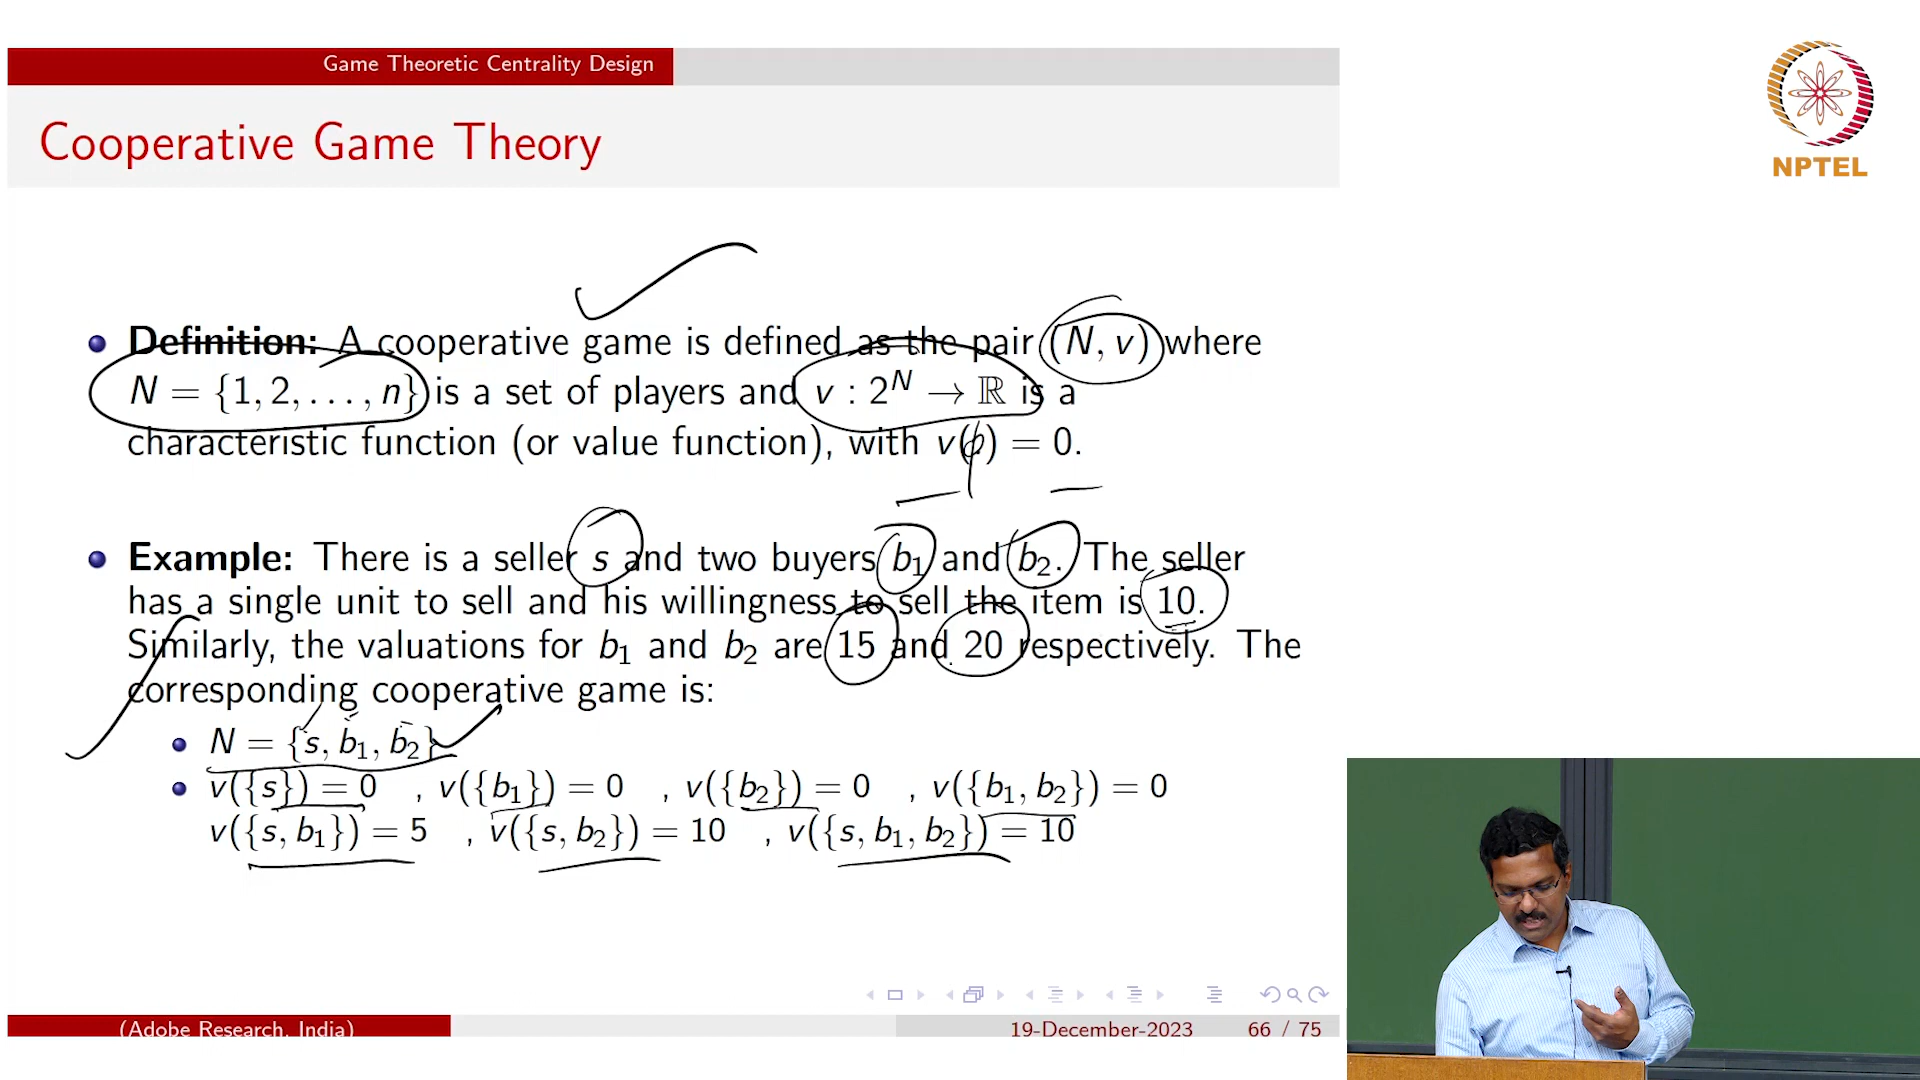 Game Theoretic Centrality Design
Cooperative Game Theory
NPTEL
Definition: A cooperative game is defined as the pair (N, v) where
N = {1, 2, . . . , n} is a set of players and v : 2^N → ℝ is a
characteristic function (or value function), with v(ϕ) = 0.
Example: There is a seller s and two buyers b₁ and b₂. The seller
has a single unit to sell and his willingness to sell the item is 10.
Similarly, the valuations for b₁ and b₂ are 15 and 20 respectively. The
corresponding cooperative game is:
N = {s, b₁, b₂}
v({s}) = 0 , v({b₁}) = 0 , v({b₂}) = 0 , v({b₁, b₂}) = 0
v({s, b₁}) = 5 , v({s, b₂}) = 10 , v({s, b₁, b₂}) = 10
(Adobe Research, India) 19-December-2023 66 / 75